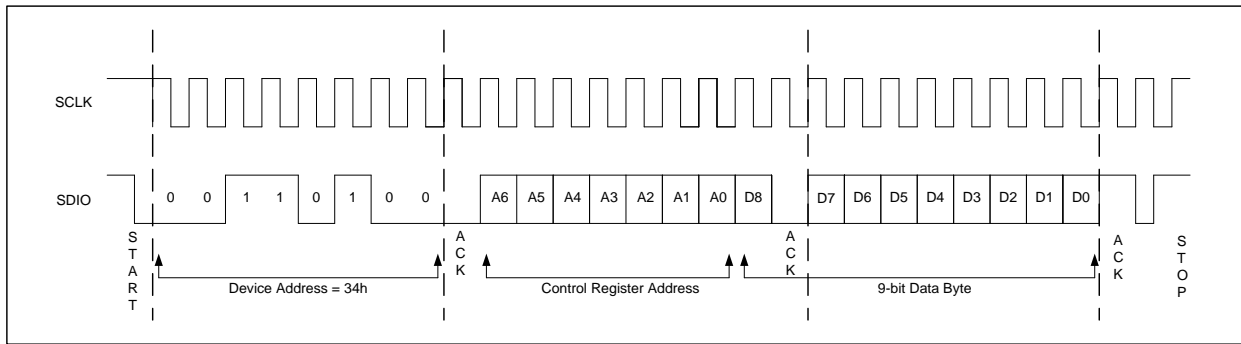 SCLK
SDIO
0 0 1 1 0 1 0 0
A6 A5 A4 A3 A2 A1 A0 D8
D7 D6 D5 D4 D3 D2 D1 D0
START
ACK
ACK
ACK
STOP
Device Address = 34h
Control Register Address
9-bit Data Byte